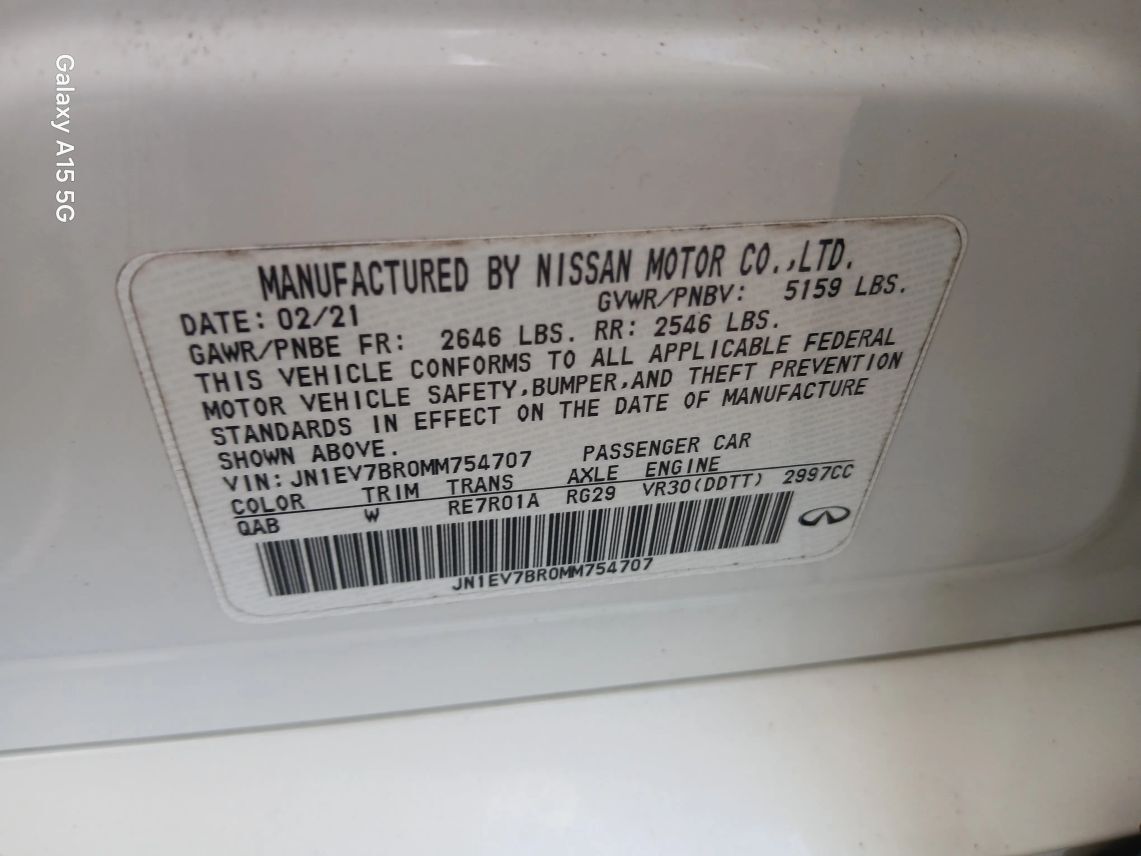 Galaxy A15 5G
MANUFACTURED BY NISSAN MOTOR CO.,LTD.
DATE: 02/21 GVWR/PNBV: 5159 LBS.
GAWR/PNBE FR: 2646 LBS. RR: 2546 LBS.
THIS VEHICLE CONFORMS TO ALL APPLICABLE FEDERAL
MOTOR VEHICLE SAFETY,BUMPER,AND THEFT PREVENTION
STANDARDS IN EFFECT ON THE DATE OF MANUFACTURE
SHOWN ABOVE.
VIN: JN1EV7BR0MM754707 PASSENGER CAR
COLOR TRIM TRANS AXLE ENGINE
QAB W RE7R01A RG29 VR30(DDTT) 2997CC
JN1EV7BR0MM754707